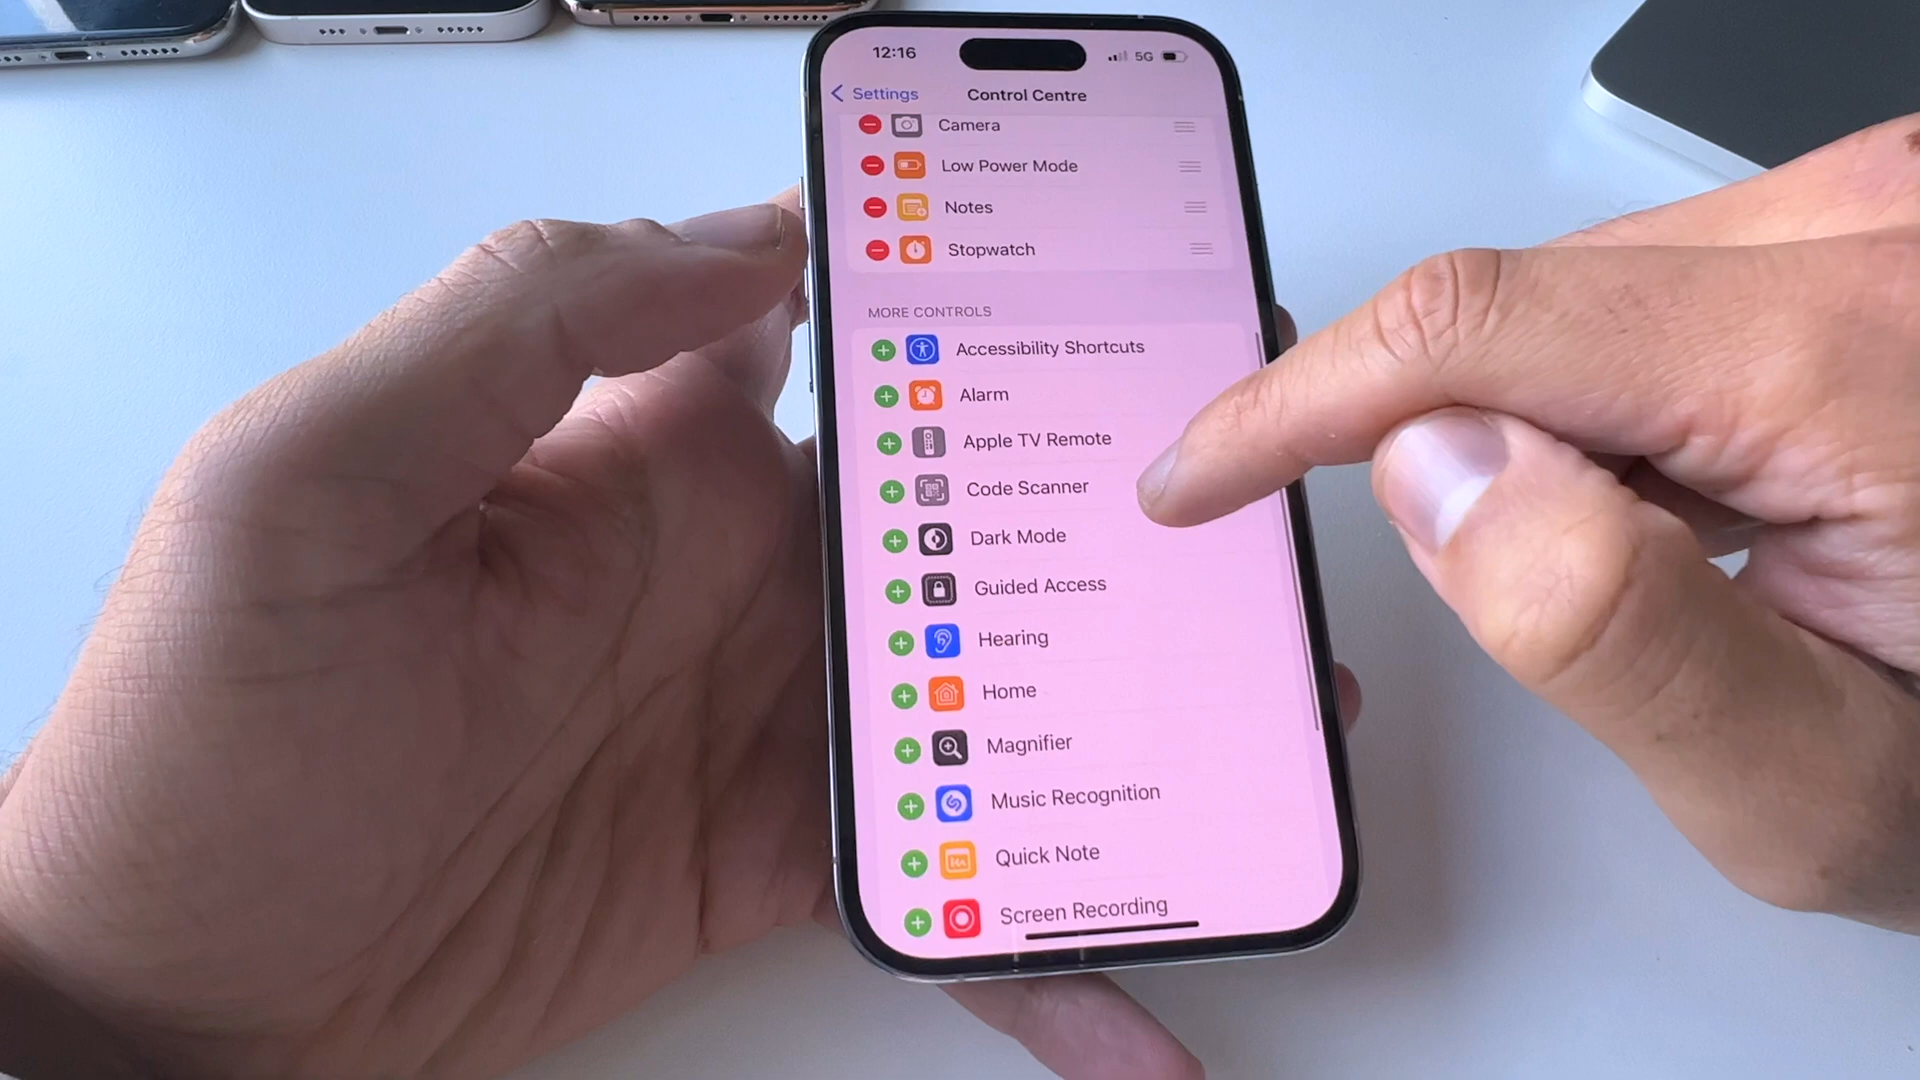 12:16
5G
Settings
Control Centre
Camera
Low Power Mode
Notes
Stopwatch
MORE CONTROLS
Accessibility Shortcuts
Alarm
Apple TV Remote
Code Scanner
Dark Mode
Guided Access
Hearing
Home
Magnifier
Music Recognition
Quick Note
Screen Recording